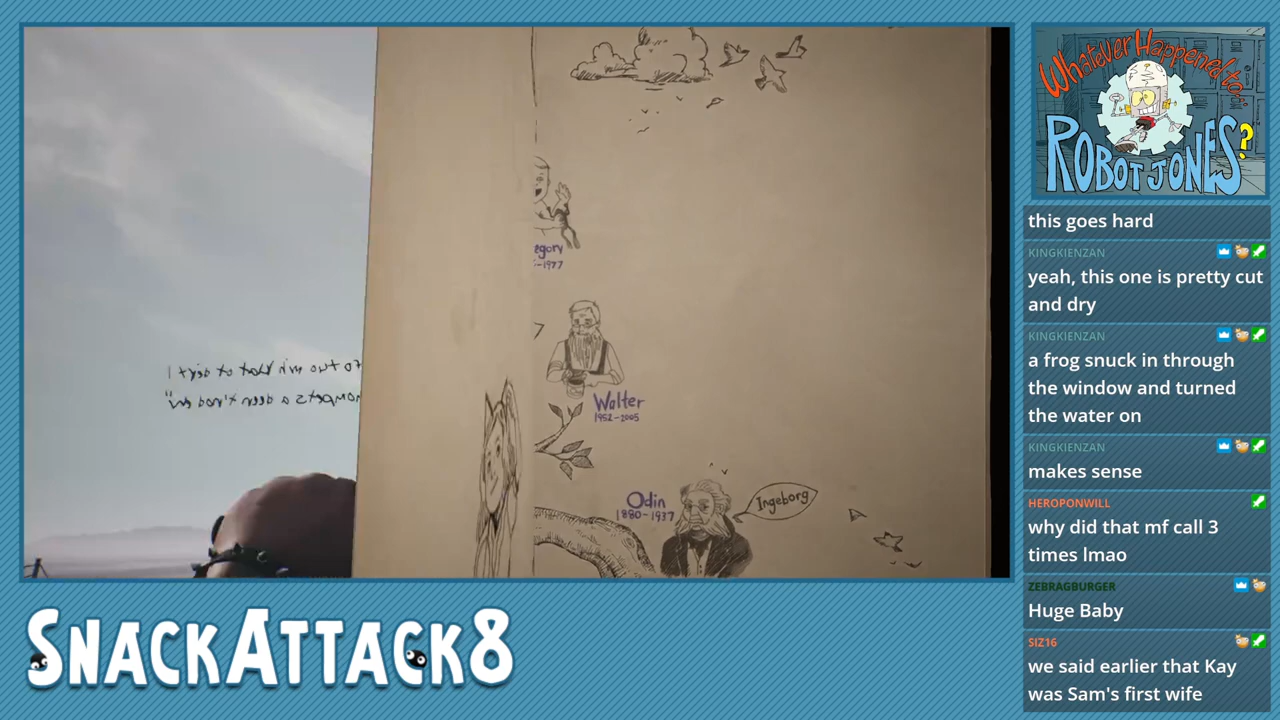 Whatever Happened to..
ROBOT JONES?
this goes hard
KINGKIENZAN
yeah, this one is pretty cut
and dry
KINGKIENZAN
a frog snuck in through
the window and turned
the water on
KINGKIENZAN
makes sense
HEROPONWILL
why did that mf call 3
times lmao
ZEBRAGBURGER
Huge Baby
SIZ16
we said earlier that Kay
was Sam's first wife
egory
-1977
Walter
1952-2005
Odin
1880-1937
Ingeborg
SNACKATTACK8